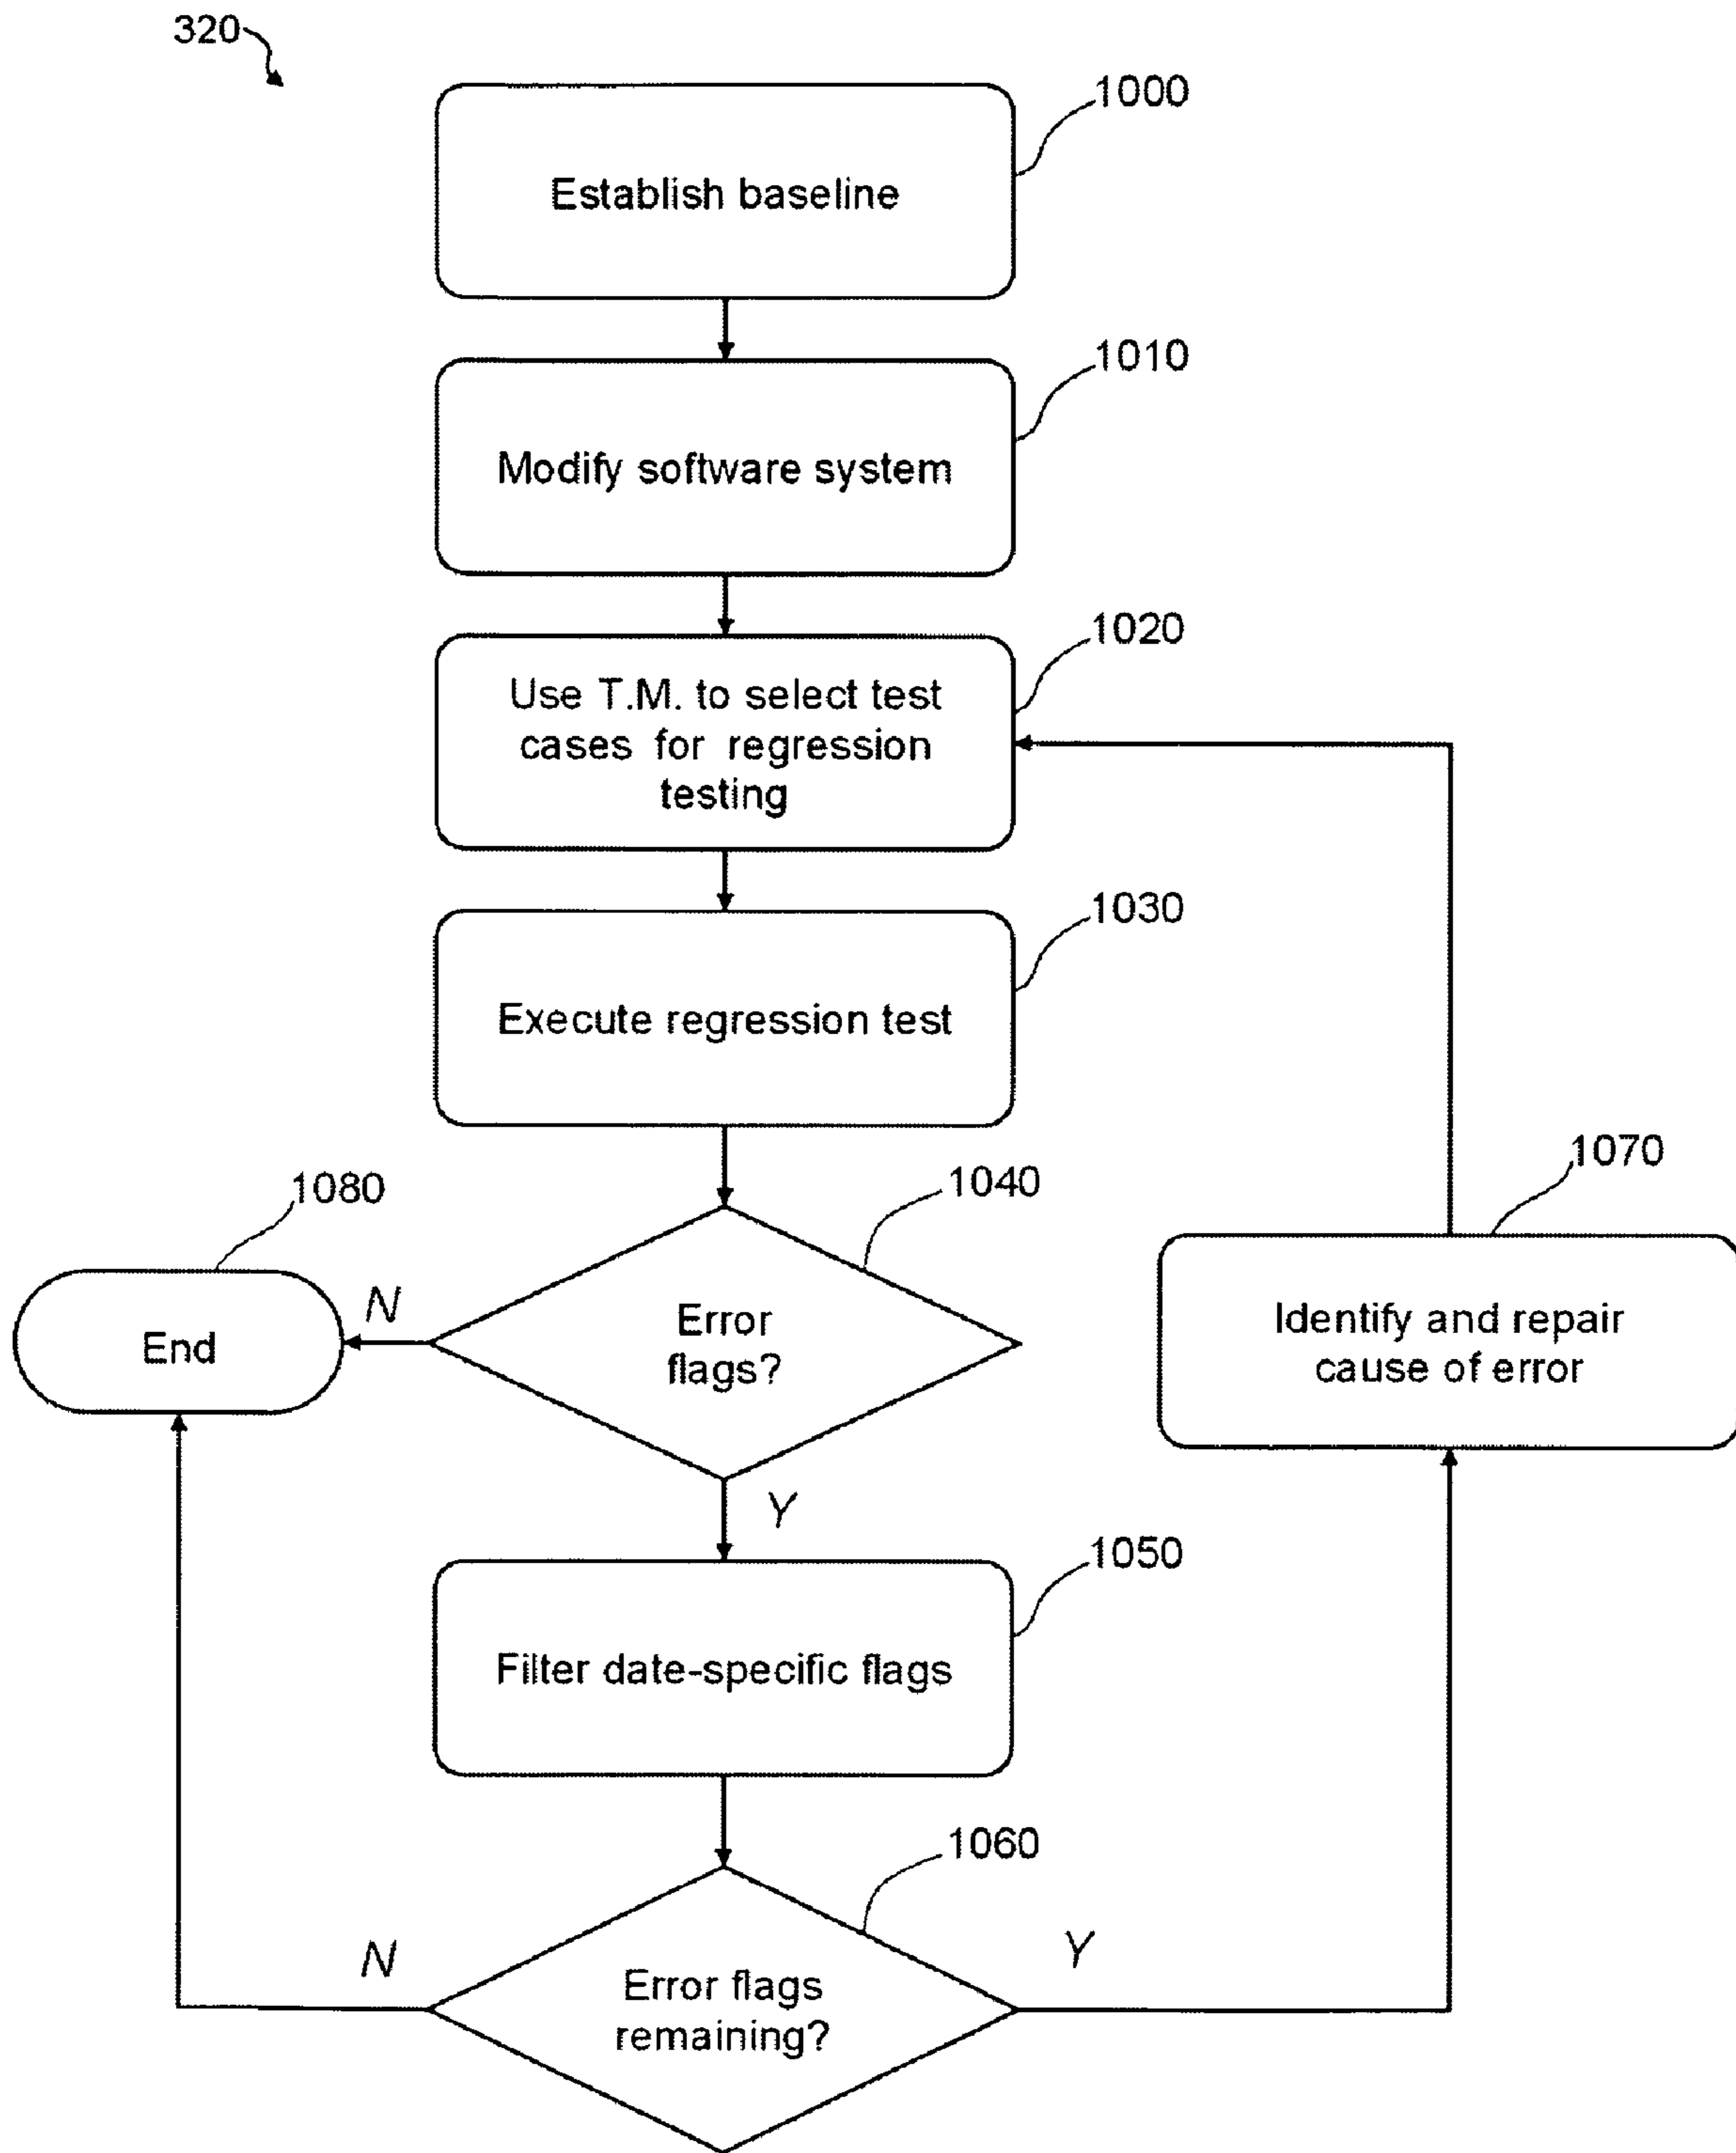 320
1000
Establish baseline
1010
Modify software system
1020
Use T.M. to select test
cases for regression
testing
1030
Execute regression test
1040
Error
flags?
N
1080
End
1070
Identify and repair
cause of error
Y
1050
Filter date-specific flags
1060
Error flags
remaining?
N
Y